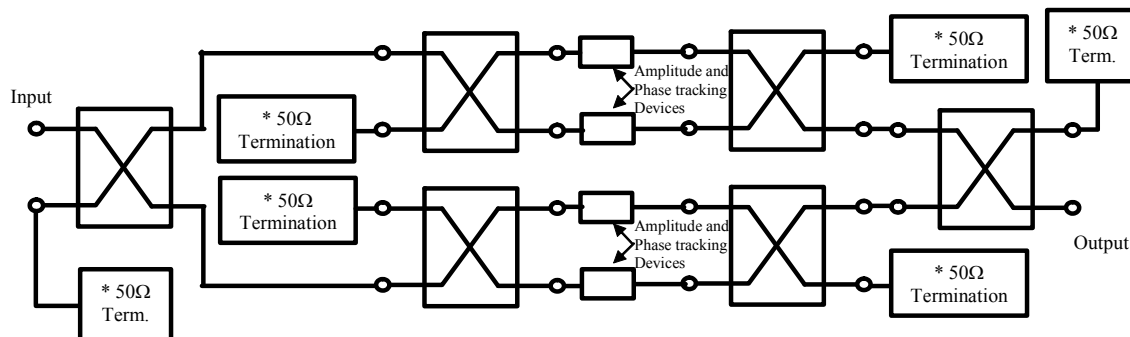 * 50Ω
Termination
* 50Ω
Term.
Input
* 50Ω
Termination
Amplitude and
Phase tracking
Devices
* 50Ω
Termination
Amplitude and
Phase tracking
Devices
Output
* 50Ω
Term.
* 50Ω
Termination